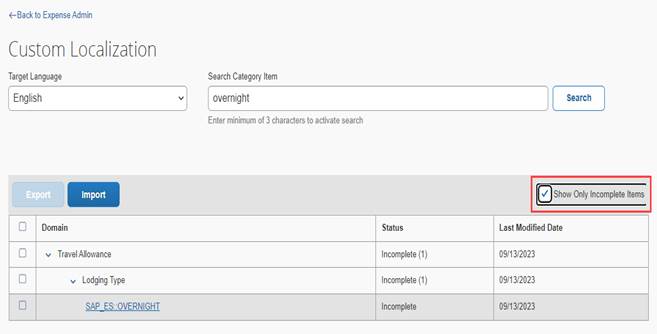 ←Back to Expense Admin
Custom Localization
Target Language Search Category Item
English overnight Search
Enter minimum of 3 characters to activate search
Export Import Show Only Incomplete Items
Domain Status Last Modified Date
Travel Allowance Incomplete (1) 09/13/2023
Lodging Type Incomplete (1) 09/13/2023
SAP_ES::OVERNIGHT Incomplete 09/13/2023